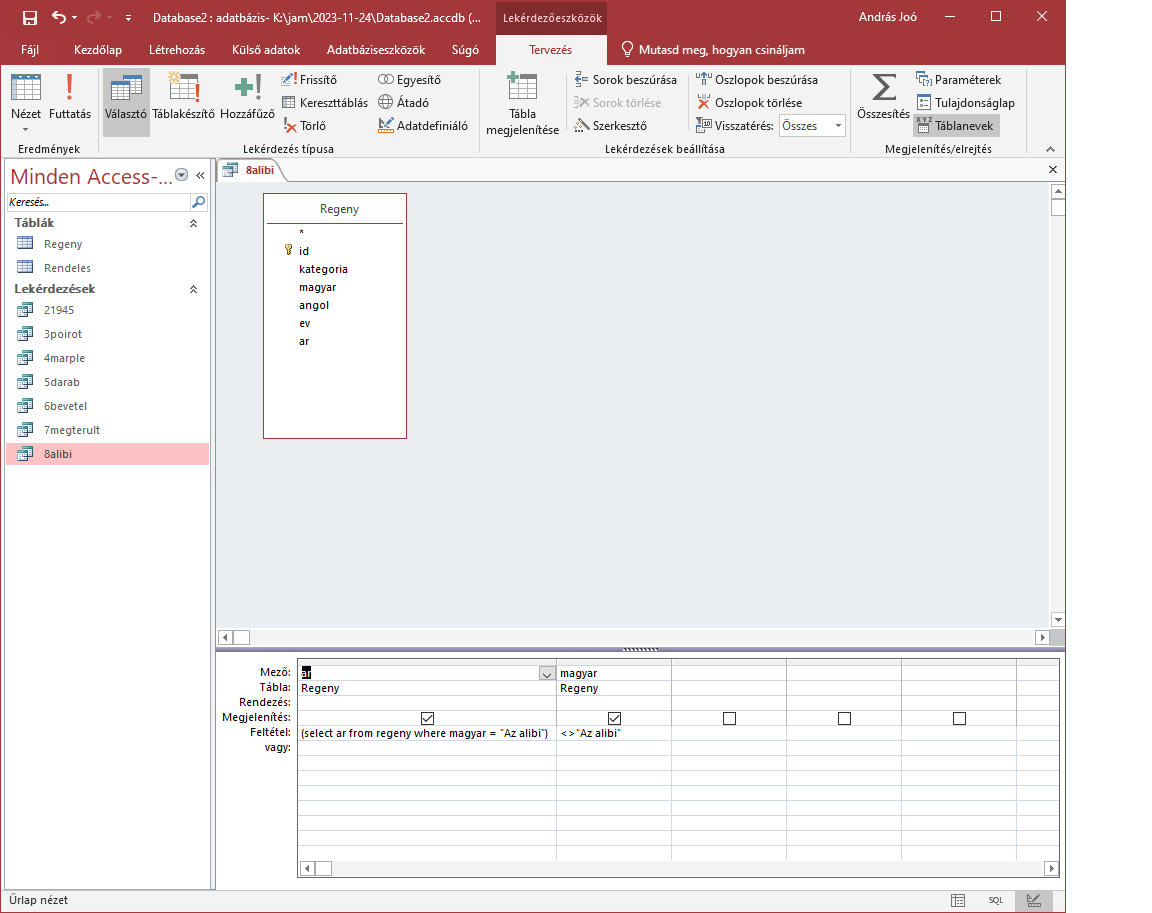 Database2 : adatbázis- K:\jam\2023-11-24\Database2.accdb (...
Lekérdezőeszközök
András Joó
Fájl Kezdőlap Létrehozás Külső adatok Adatbáziseszközök Súgó Tervezés Mutasd meg, hogyan csináljam
Nézet
Futtatás
Eredmények
Választó
Táblakészítő
Hozzáfűző
Frissítő
Kereszttáblás
Törlő
Egyesítő
Átadó
Adatdefiniáló
Lekérdezés típusa
Tábla
megjelenítése
Sorok beszúrása
Sorok törlése
Szerkesztő
Oszlopok beszúrása
Oszlopok törlése
Visszatérés: Összes
Lekérdezések beállítása
Összesítés
Paraméterek
Tulajdonságlap
XYZ
Táblanevek
Megjelenítés/elrejtés
Minden Access-...
Keresés...
Táblák
Regeny
Rendeles
Lekérdezések
21945
3poirot
4marple
5darab
6bevetel
7megterult
8alibi
8alibi
Regeny
*
id
kategoria
magyar
angol
ev
ar
Mező: ar magyar
Tábla: Regeny Regeny
Rendezés:
Megjelenítés:
Feltétel: (select ar from regeny where magyar = "Az alibi") <>"Az alibi"
vagy:
Űrlap nézet
SQL